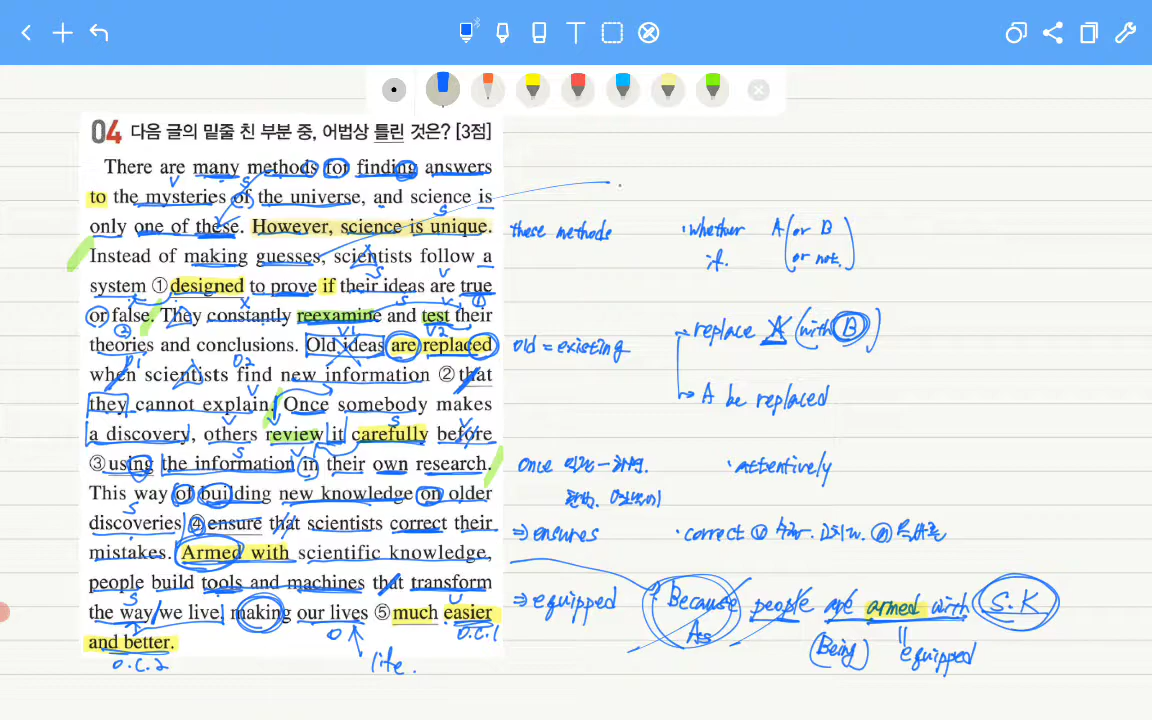 04 다음 글의 밑줄 친 부분 중, 어법상 틀린 것은? [3점]
There are many methods for finding answers
to the mysteries of the universe, and science is
only one of these. However, science is unique.
Instead of making guesses, scientists follow a
system ① designed to prove if their ideas are true
or false. They constantly reexamine and test their
theories and conclusions. Old ideas are replaced
when scientists find new information ② that
they cannot explain. Once somebody makes
a discovery, others review it carefully before
③ using the information in their own research.
This way of building new knowledge on older
discoveries ④ ensure that scientists correct their
mistakes. Armed with scientific knowledge,
people build tools and machines that transform
the way we live, making our lives ⑤ much easier
and better.
O.C.1
O.C.2
life.
these methods
· whether A (or B
if. or not.)
old = existing
replace A (with B)
A be replaced
Once
· attentively
⇒ ensures
· correct ⓥ
⇒ equipped
Because people are armed with S.K
As
(Being)
equipped